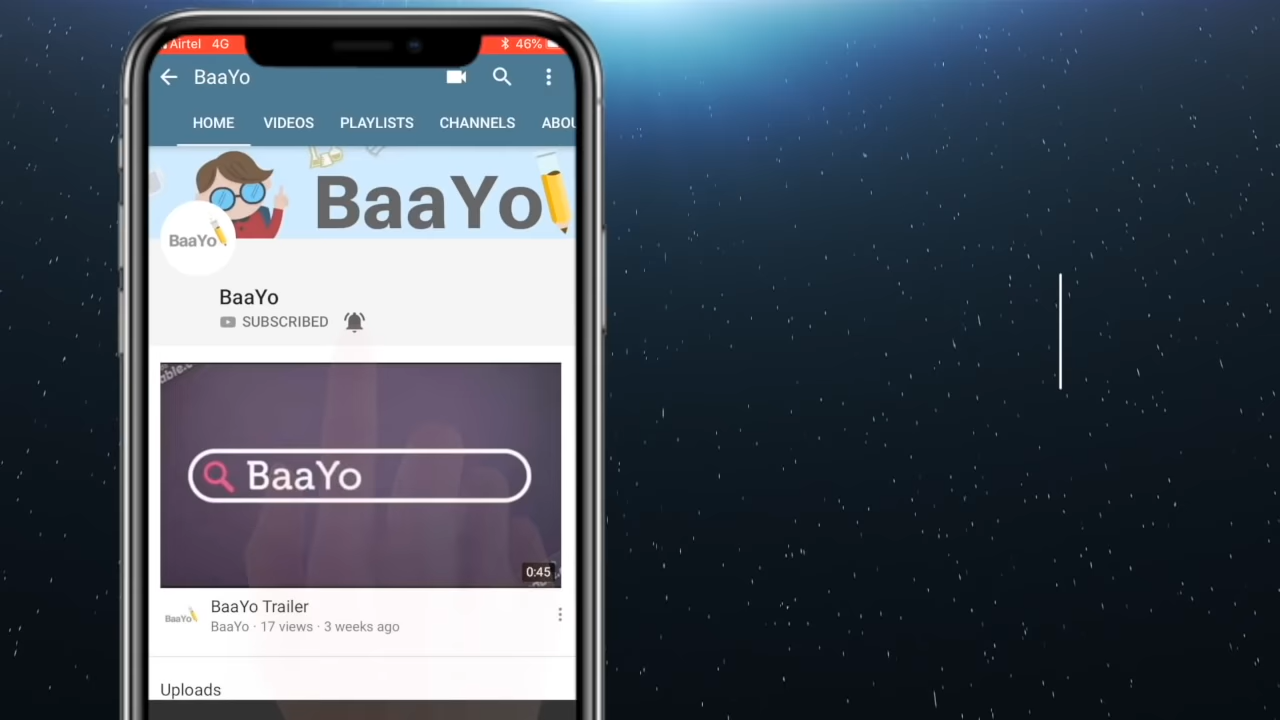 Airtel 4G 46%
BaaYo
HOME VIDEOS PLAYLISTS CHANNELS
BaaYo
BaaYo
BaaYo
SUBSCRIBED
BaaYo
0:45
BaaYo Trailer
BaaYo
BaaYo · 17 views · 3 weeks ago
Uploads